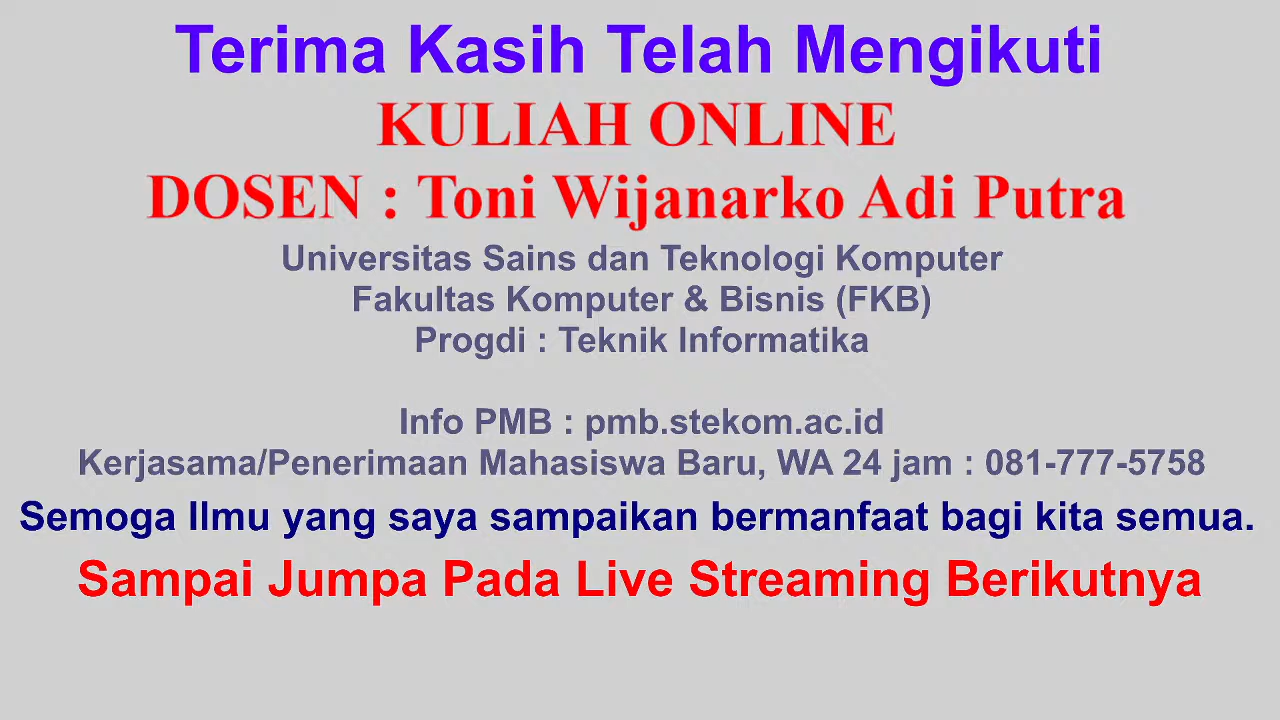 Terima Kasih Telah Mengikuti
KULIAH ONLINE
DOSEN : Toni Wijanarko Adi Putra
Universitas Sains dan Teknologi Komputer
Fakultas Komputer & Bisnis (FKB)
Progdi : Teknik Informatika
Info PMB : pmb.stekom.ac.id
Kerjasama/Penerimaan Mahasiswa Baru, WA 24 jam : 081-777-5758
Semoga Ilmu yang saya sampaikan bermanfaat bagi kita semua.
Sampai Jumpa Pada Live Streaming Berikutnya